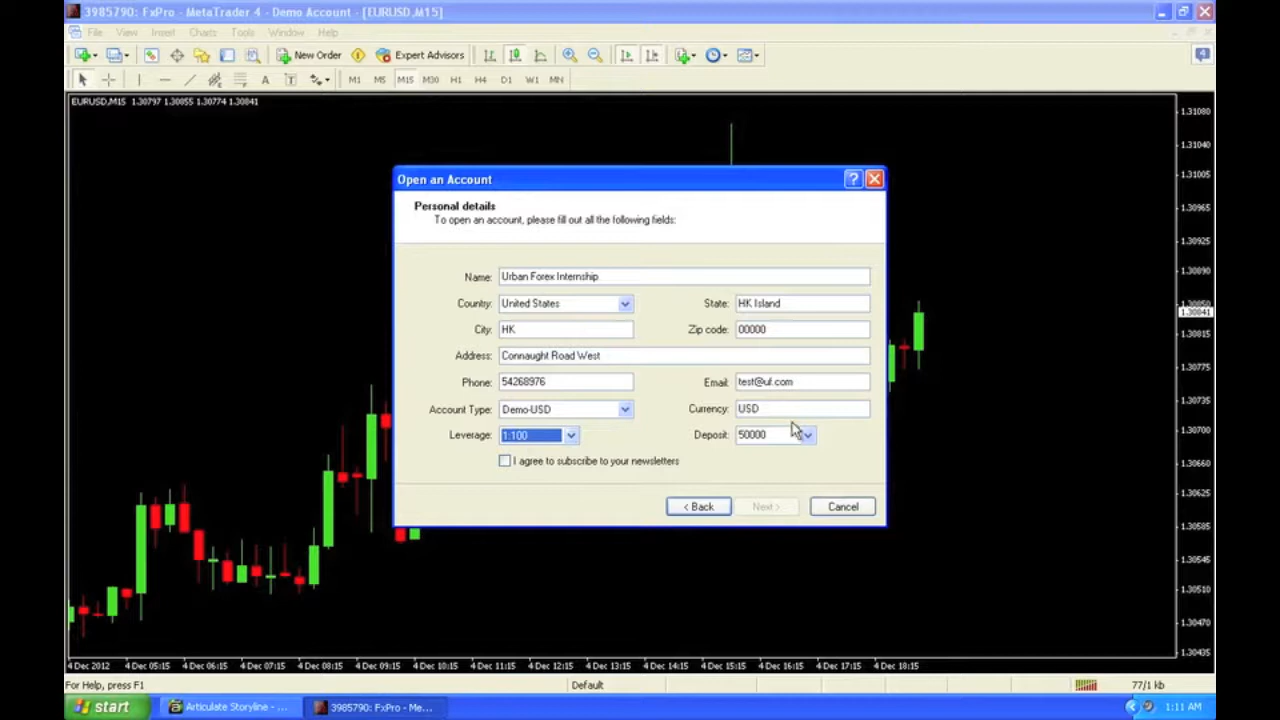 3985790: FxPro - MetaTrader 4 - Demo Account - [EURUSD,M15]
File View Insert Charts Tools Window Help
New Order Expert Advisors 4
A T M1 M5 M15 M30 H1 H4 D1 W1 MN
EURUSD,M15 1.30797 1.30855 1.30774 1.30841
1.31080
1.31040
1.31005
1.30965
1.30930
1.30890
1.30850
1.30841
1.30815
1.30775
1.30735
1.30700
1.30660
1.30625
1.30585
1.30545
1.30510
1.30470
1.30435
Open an Account
Personal details
To open an account, please fill out all the following fields:
Name: Urban Forex Internship
Country: United States State: HK Island
City: HK Zip code: 00000
Address: Connaught Road West
Phone: 54268976 Email: test@uf.com
Account Type: Demo-USD Currency: USD
Leverage: 1:100 Deposit: 50000
I agree to subscribe to your newsletters
< Back Next > Cancel
4 Dec 2012 4 Dec 05:15 4 Dec 06:15 4 Dec 07:15 4 Dec 08:15 4 Dec 09:15 4 Dec 10:15 4 Dec 11:15 4 Dec 12:15 4 Dec 13:15 4 Dec 14:15 4 Dec 15:15 4 Dec 16:15 4 Dec 17:15 4 Dec 18:15
For Help, press F1 Default 77/1 kb
start Articulate Storyline - ... 3985790: FxPro - Me... 1:11 AM